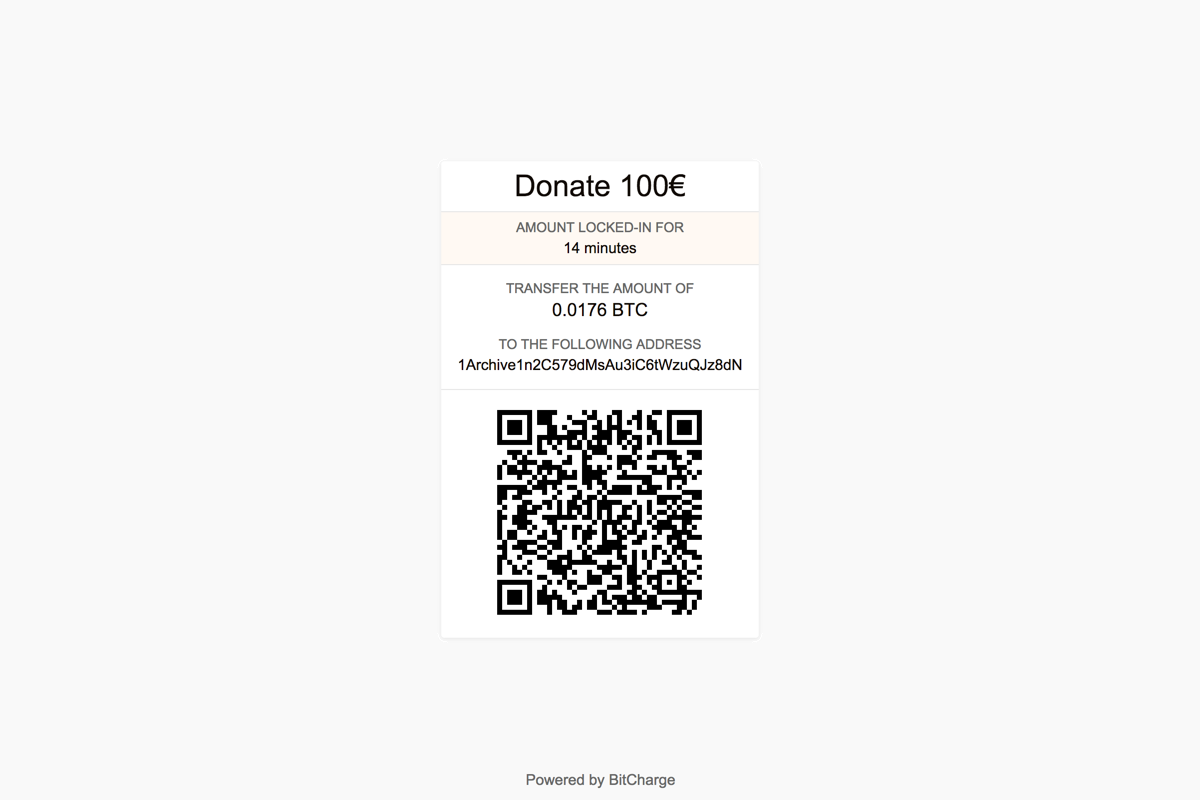 Donate 100€
AMOUNT LOCKED-IN FOR
14 minutes
TRANSFER THE AMOUNT OF
0.0176 BTC
TO THE FOLLOWING ADDRESS
1Archive1n2C579dMsAu3iC6tWzuQJz8dN
Powered by BitCharge